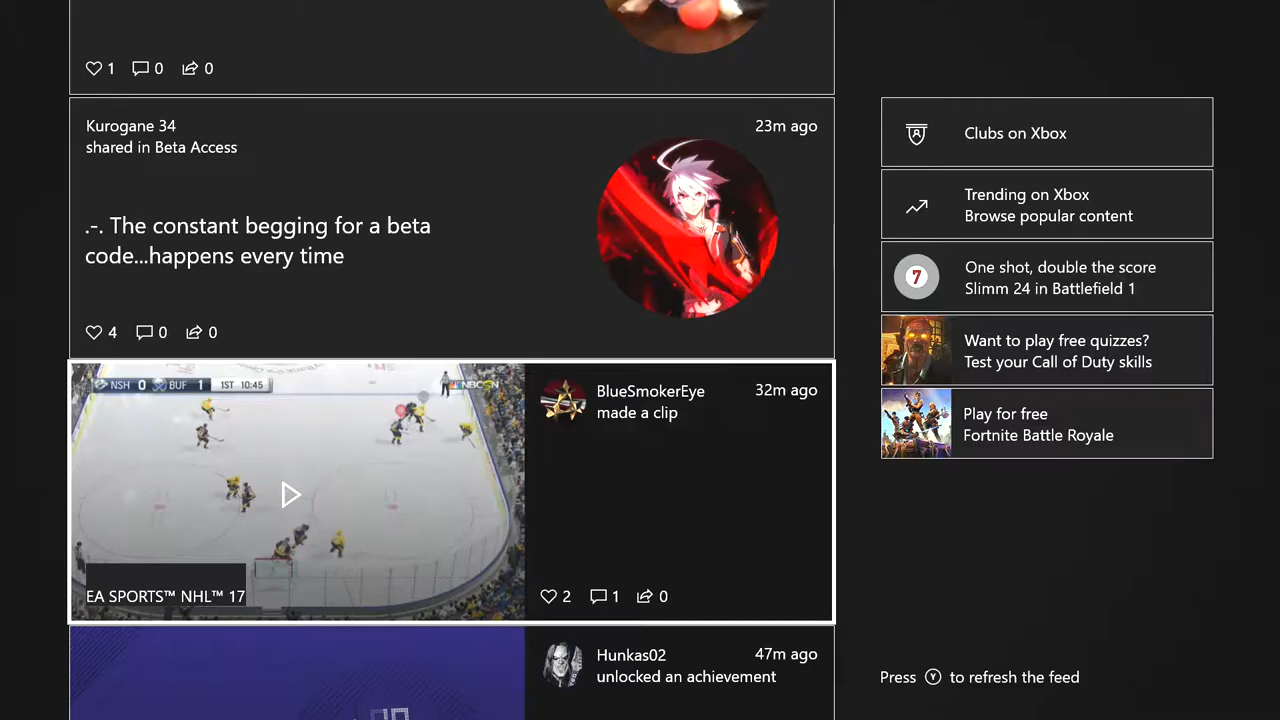 1 0 0
Kurogane 34
shared in Beta Access
23m ago
.-. The constant begging for a beta
code...happens every time
4 0 0
NSH 0 BUF 1 1ST 10:45
NBCSN
EA SPORTS™ NHL™ 17
BlueSmokerEye
made a clip
32m ago
2 1 0
Hunkas02
unlocked an achievement
47m ago
Clubs on Xbox
Trending on Xbox
Browse popular content
7
One shot, double the score
Slimm 24 in Battlefield 1
Want to play free quizzes?
Test your Call of Duty skills
Play for free
Fortnite Battle Royale
Press Y to refresh the feed